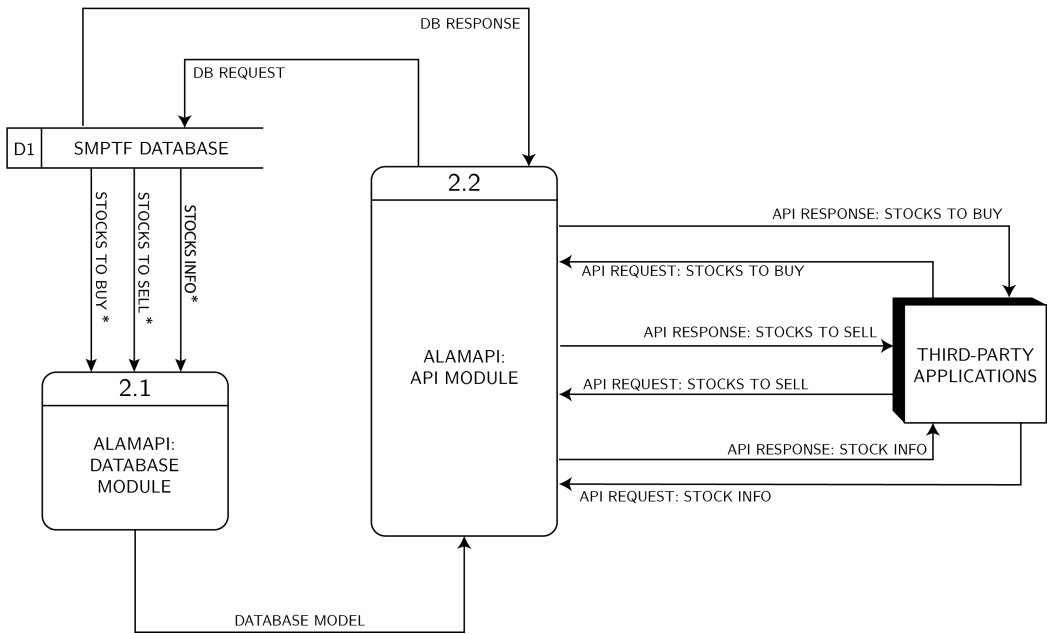 DB RESPONSE
DB REQUEST
D1
SMPTF DATABASE
2.2
STOCKS TO BUY *
STOCKS TO SELL *
STOCKS INFO *
API RESPONSE: STOCKS TO BUY
API REQUEST: STOCKS TO BUY
API RESPONSE: STOCKS TO SELL
ALAMAPI:
API MODULE
THIRD-PARTY
APPLICATIONS
API REQUEST: STOCKS TO SELL
2.1
ALAMAPI:
DATABASE
MODULE
API RESPONSE: STOCK INFO
API REQUEST: STOCK INFO
DATABASE MODEL